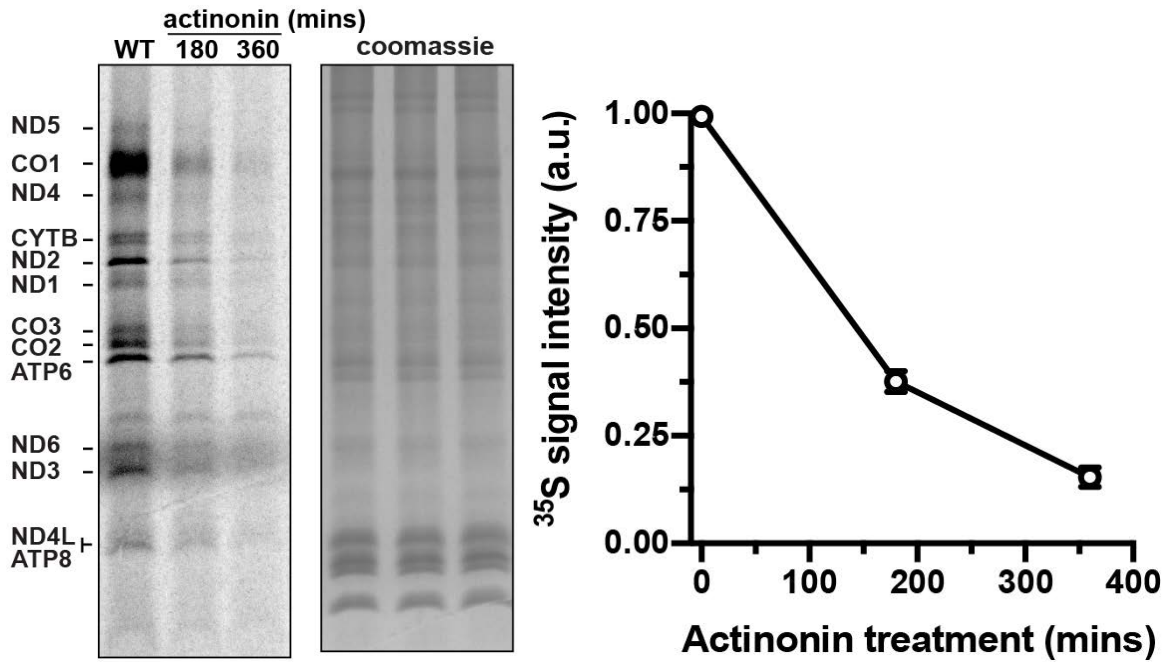 actinonin (mins)
WT 180 360
coomassie
ND5
CO1
ND4
CYTB
ND2
ND1
CO3
CO2
ATP6
ND6
ND3
ND4L
ATP8
35S signal intensity (a.u.)
1.00
0.75
0.50
0.25
0.00
0 100 200 300 400
Actinonin treatment (mins)